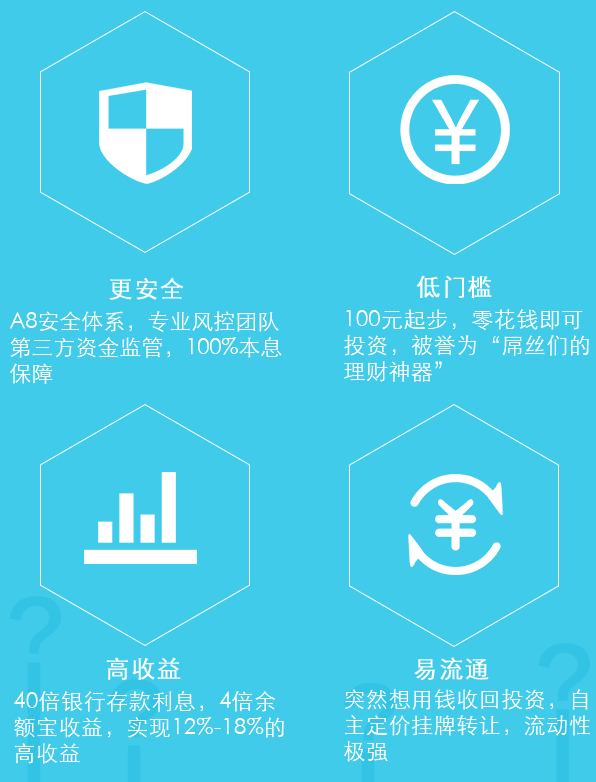 更安全
A8安全体系，专业风控团队
第三方资金监管，100%本息
保障
低门槛
100元起步，零花钱即可
投资，被誉为“屌丝们的
理财神器”
高收益
40倍银行存款利息，4倍余
额宝收益，实现12%-18%的
高收益
易流通
突然想用钱收回投资，自
主定价挂牌转让，流动性
极强